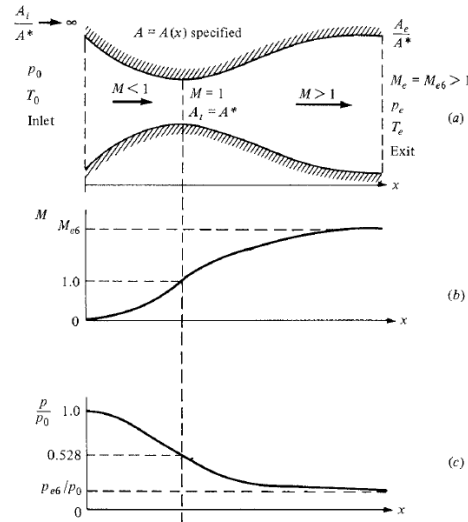 A_i/A* → ∞
A = A(x) specified
A_e/A*
p_0
T_0
Inlet
M < 1
M = 1
A_t = A*
M > 1
M_e = M_e6 > 1
p_e
T_e
Exit
(a)
x
M
M_e6
1.0
0
x
(b)
p/p_0
1.0
0.528
p_e6/p_0
0
x
(c)